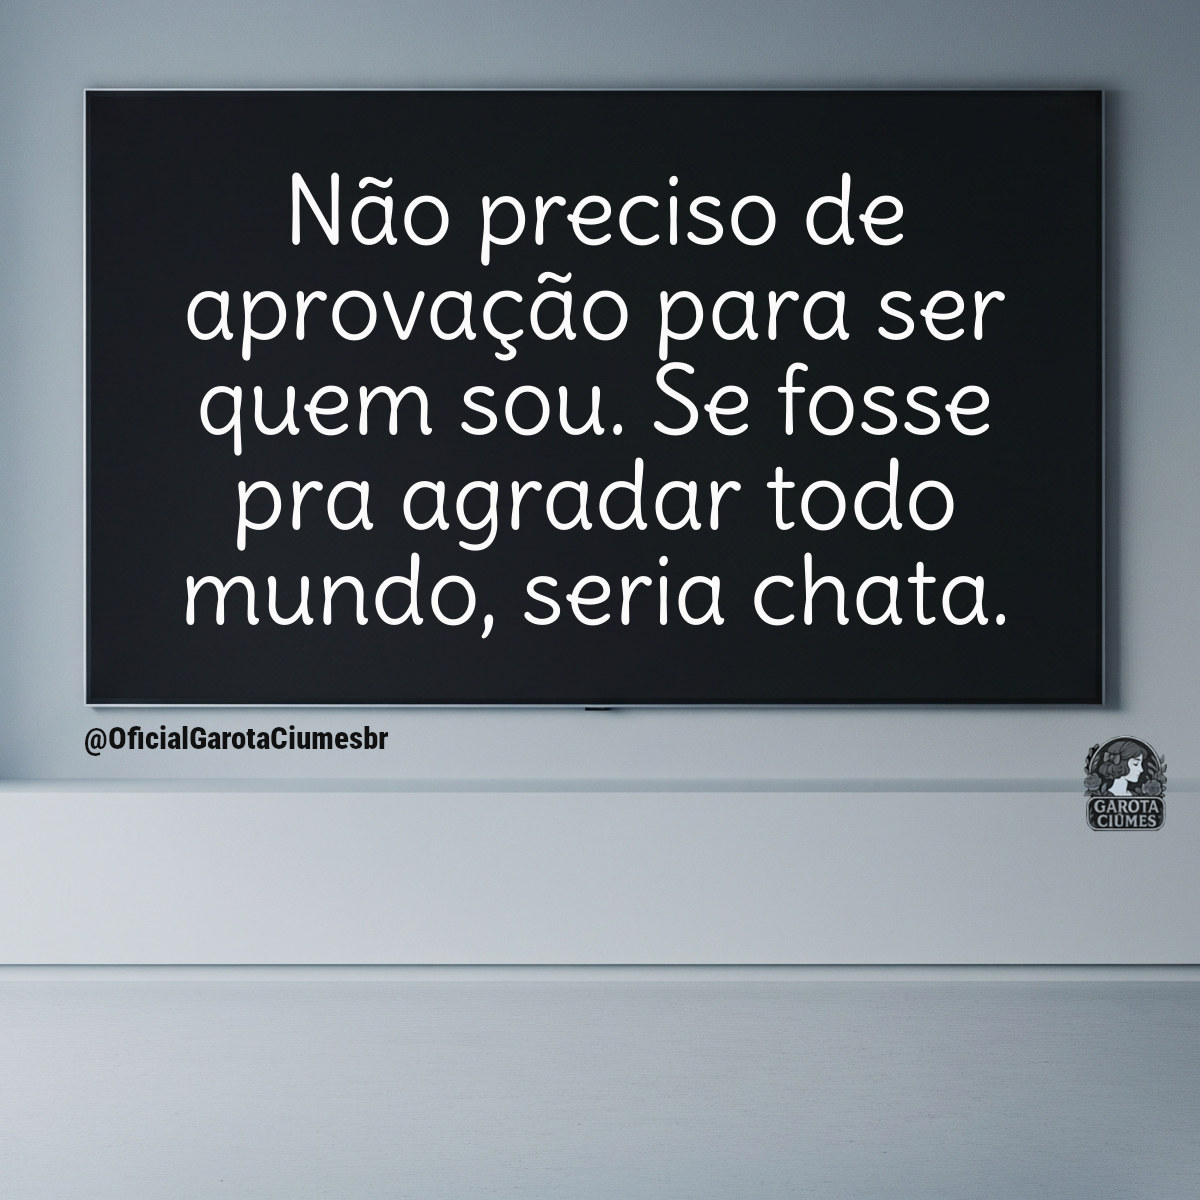 Não preciso de
aprovação para ser
quem sou. Se fosse
pra agradar todo
mundo, seria chata.
@OficialGarotaCiumesbr
GAROTA
CIÚMES